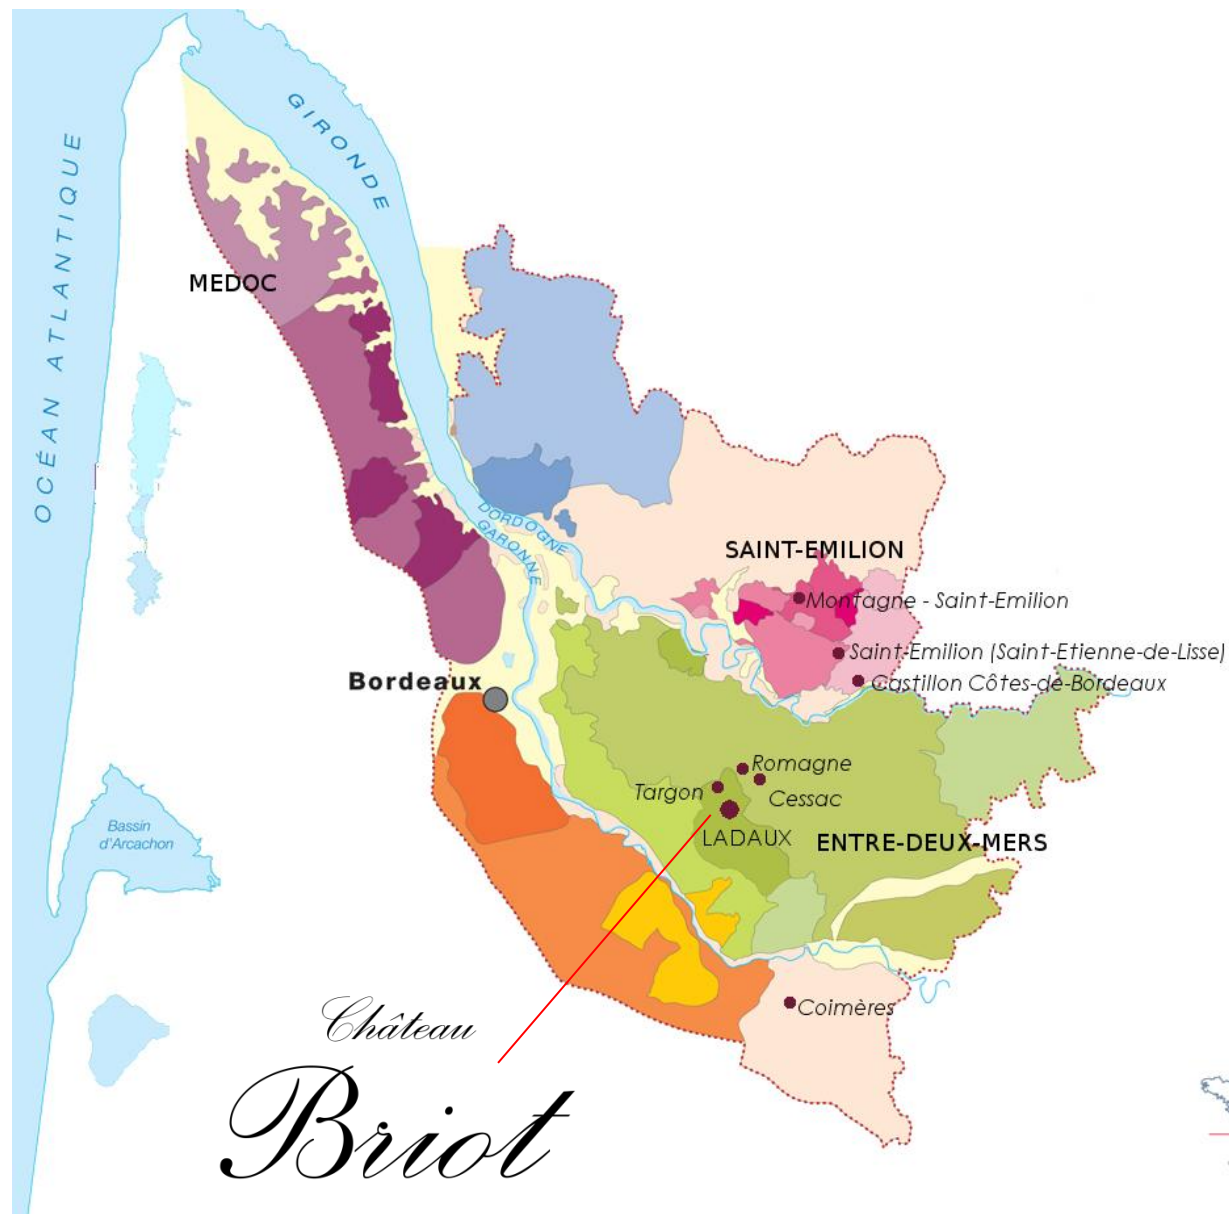 GIRONDE
OCÉAN ATLANTIQUE
MEDOC
DORDOGNE
GARONNE
SAINT-EMILION
Montagne - Saint-Emilion
Saint-Emilion (Saint-Etienne-de-Lisse)
Castillon Côtes-de-Bordeaux
Bordeaux
Romagne
Targon
Cessac
LADAUX
ENTRE-DEUX-MERS
Bassin
d'Arcachon
Coimères
Château
Briot